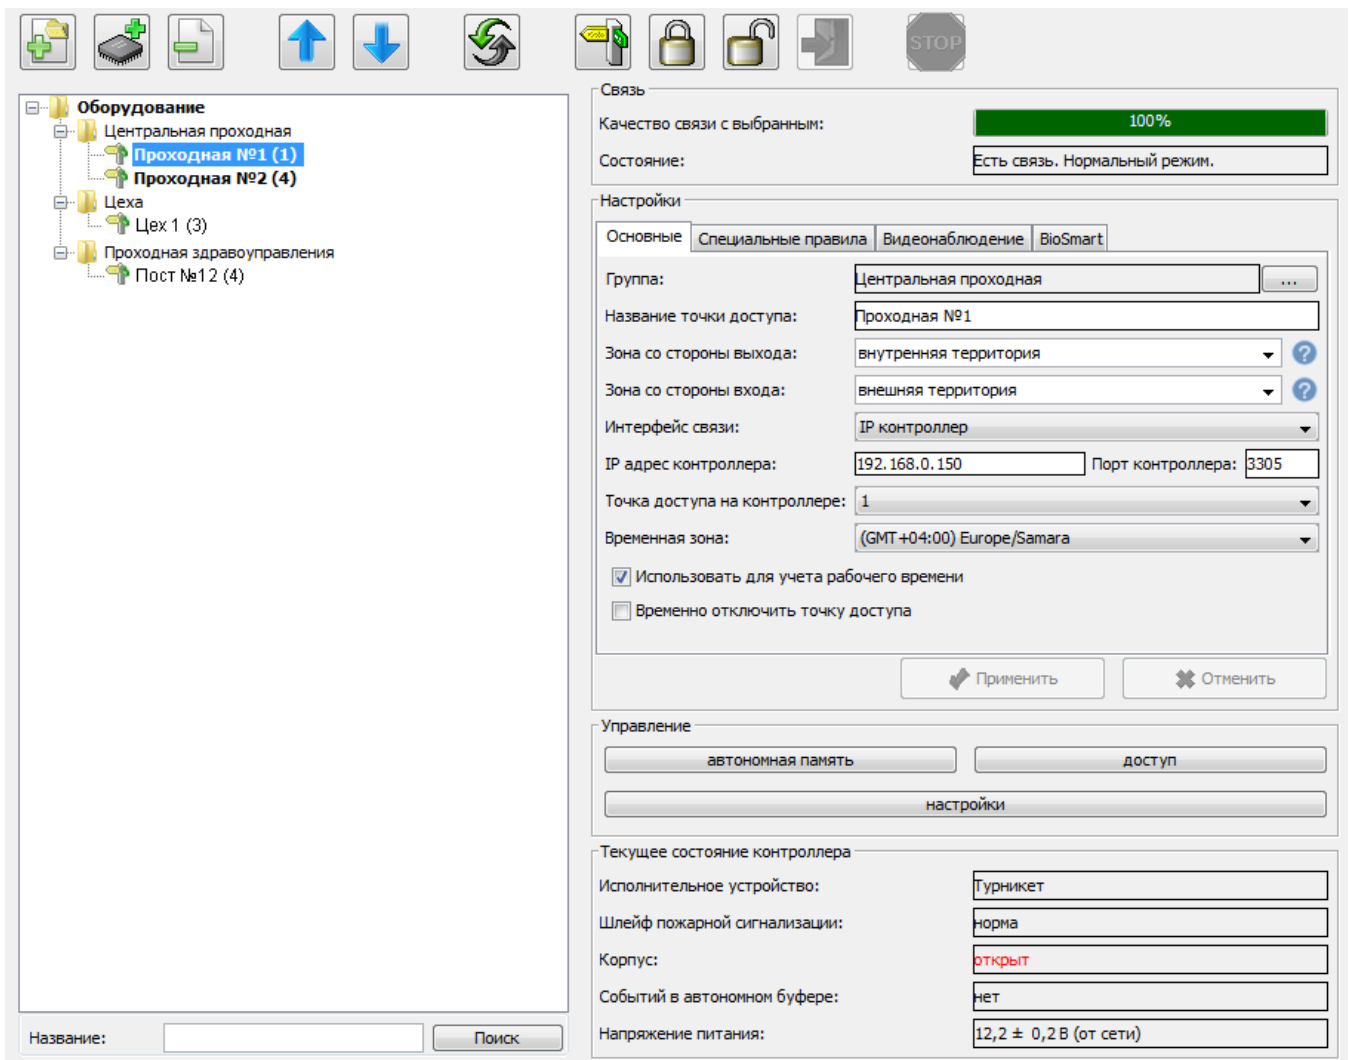 STOP
Оборудование
Центральная проходная
Проходная №1 (1)
Проходная №2 (4)
Цеха
Цех 1 (3)
Проходная здравоуправления
Пост №12 (4)
Название:
Поиск
Связь
Качество связи с выбранным: 100%
Состояние: Есть связь. Нормальный режим.
Настройки
Основные Специальные правила Видеонаблюдение BioSmart
Группа: Центральная проходная ...
Название точки доступа: Проходная №1
Зона со стороны выхода: внутренняя территория ?
Зона со стороны входа: внешняя территория ?
Интерфейс связи: IP контроллер
IP адрес контроллера: 192.168.0.150 Порт контроллера: 3305
Точка доступа на контроллере: 1
Временная зона: (GMT+04:00) Europe/Samara
Использовать для учета рабочего времени
Временно отключить точку доступа
Применить Отменить
Управление
автономная память доступ
настройки
Текущее состояние контроллера
Исполнительное устройство: Турникет
Шлейф пожарной сигнализации: норма
Корпус: открыт
Событий в автономном буфере: нет
Напряжение питания: 12,2 ± 0,2 В (от сети)